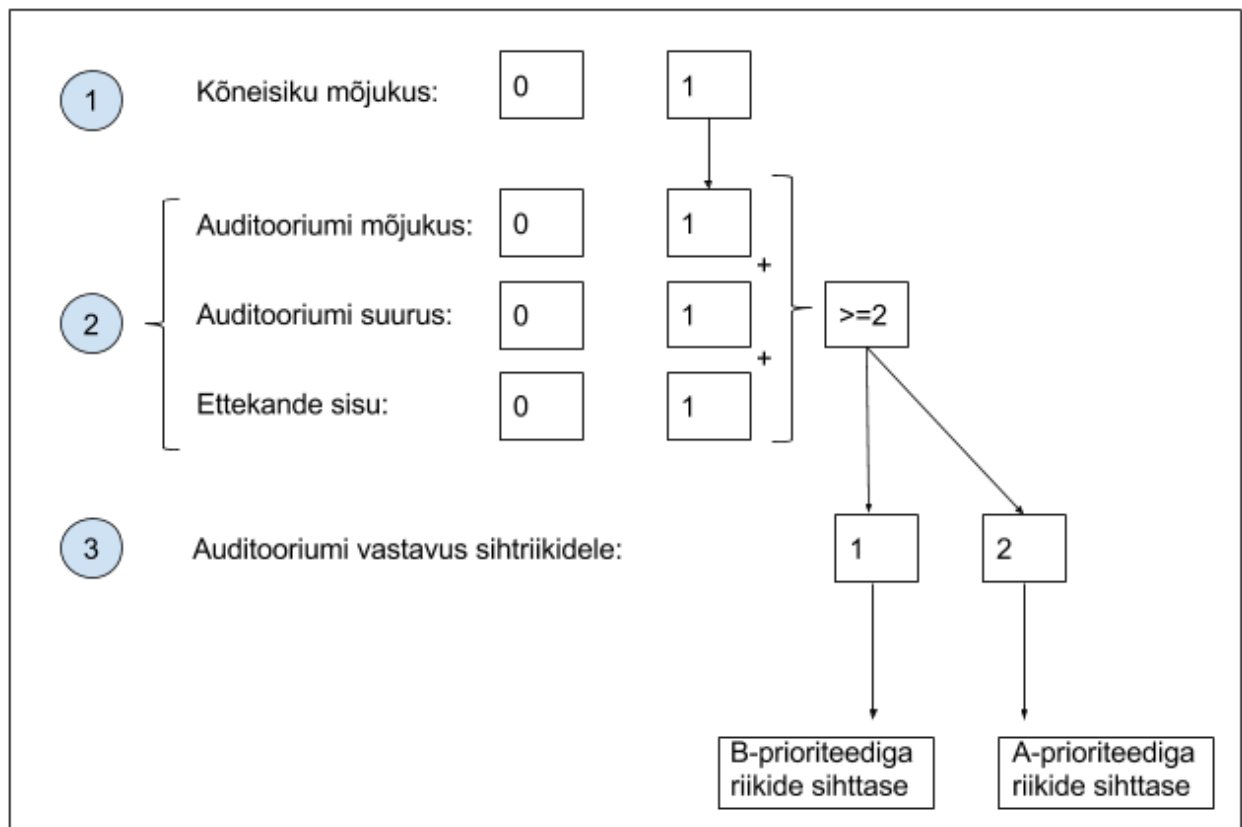 1 Kõneisiku mõjukus: 0 1
Auditooriumi mõjukus: 0 1
+
2 Auditooriumi suurus: 0 1 >=2
+
Ettekande sisu: 0 1
3 Auditooriumi vastavus sihtriikidele: 1 2
B-prioriteediga
riikide sihttase
A-prioriteediga
riikide sihttase